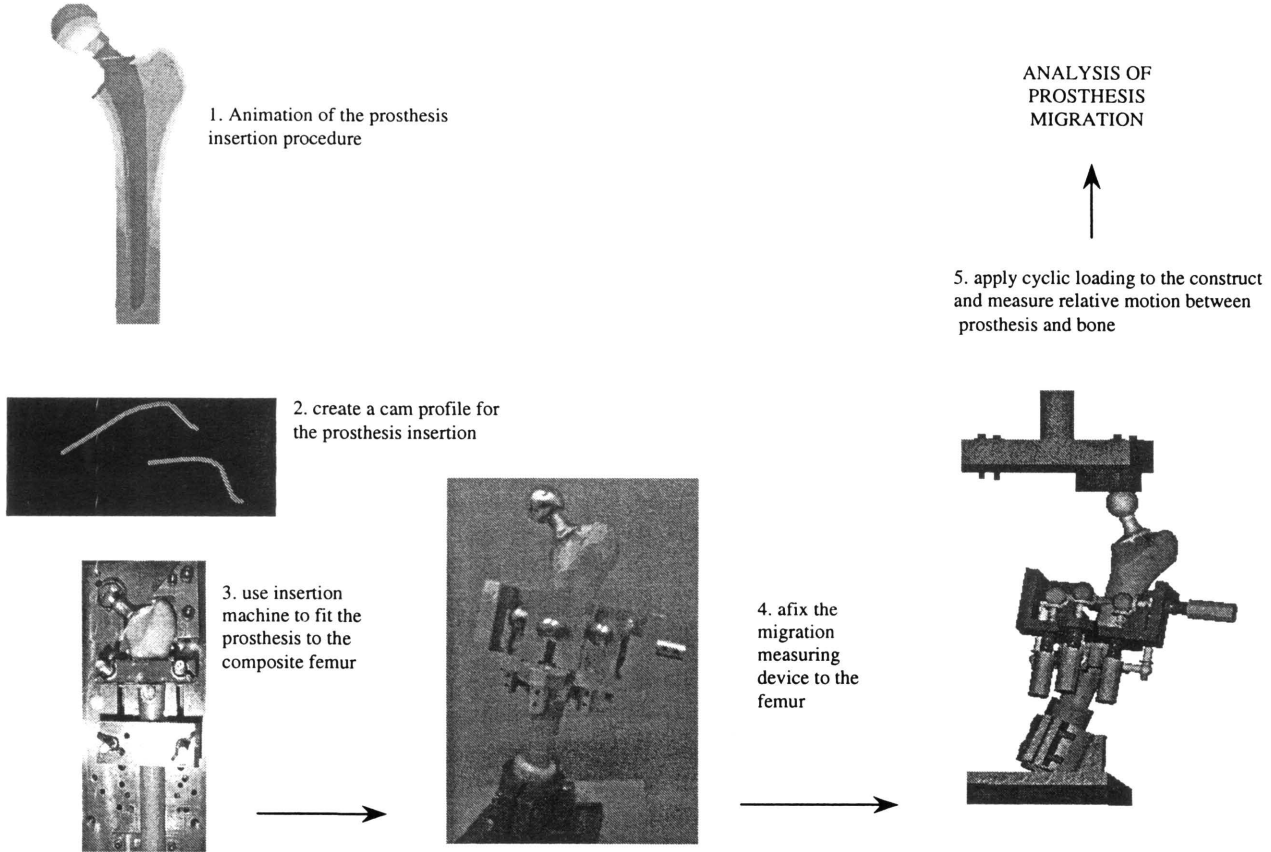 1. Animation of the prosthesis
insertion procedure
2. create a cam profile for
the prosthesis insertion
3. use insertion
machine to fit the
prosthesis to the
composite femur
4. afix the
migration
measuring
device to the
femur
5. apply cyclic loading to the construct
and measure relative motion between
prosthesis and bone
ANALYSIS OF
PROSTHESIS
MIGRATION